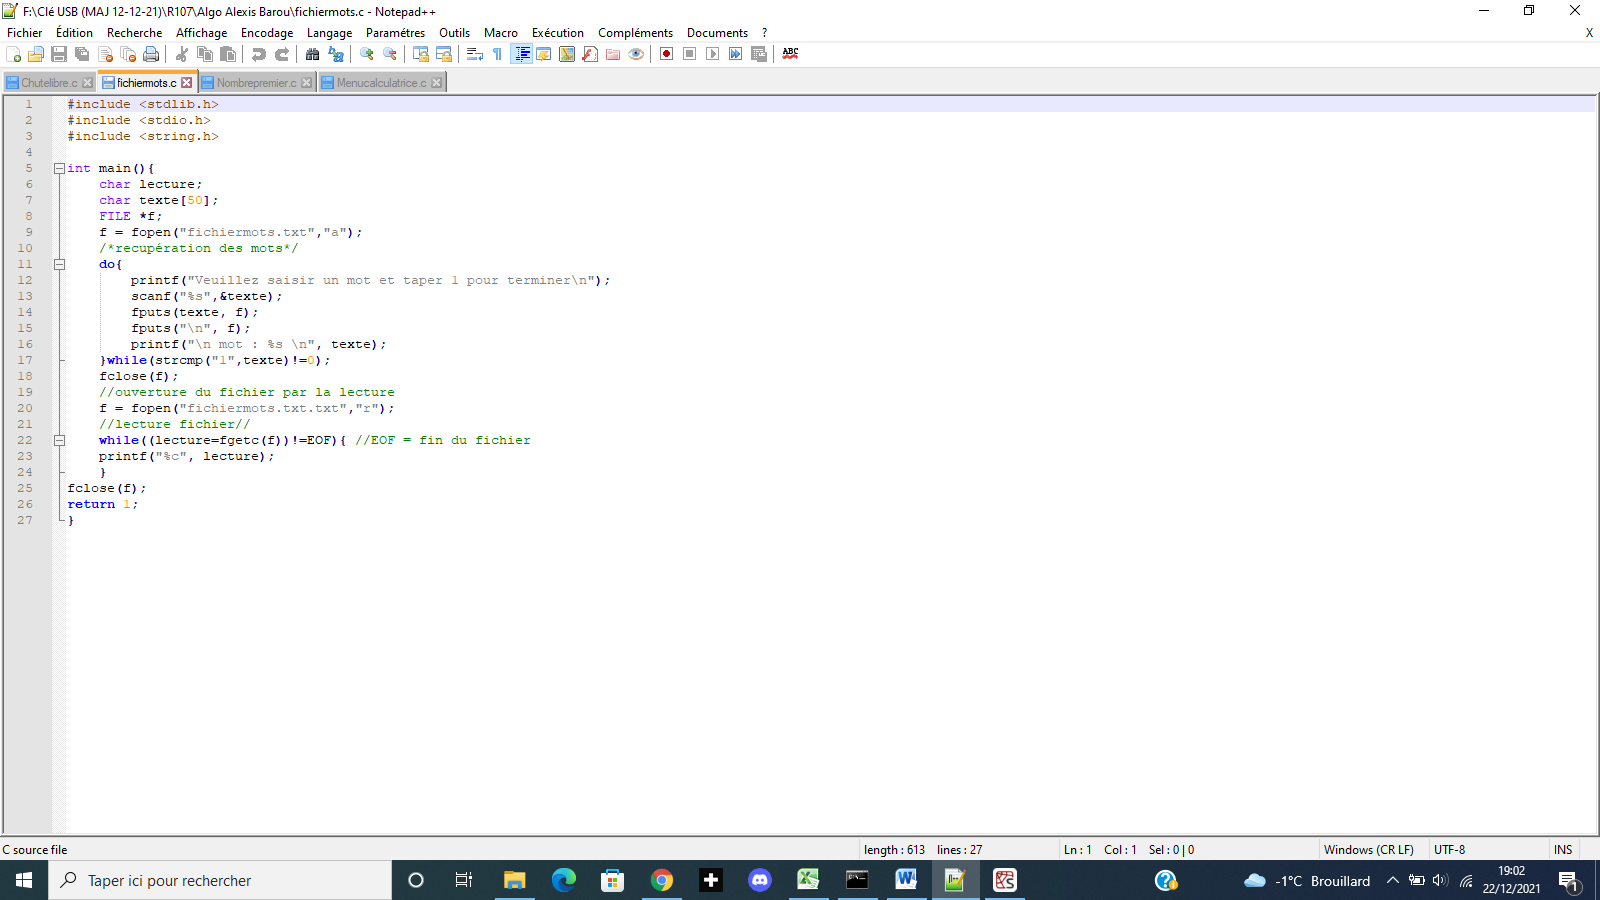 F:\Clé USB (MAJ 12-12-21)\R107\Algo Alexis Barou\fichiermots.c - Notepad++
Fichier Édition Recherche Affichage Encodage Langage Paramètres Outils Macro Exécution Compléments Documents ? X
ABC
Chutelibre.c fichiermots.c Nombrepremier.c Menucalculatrice.c
1 #include <stdlib.h>
2 #include <stdio.h>
3 #include <string.h>
4
5 int main(){
6 char lecture;
7 char texte[50];
8 FILE *f;
9 f = fopen("fichiermots.txt","a");
10 /*recupération des mots*/
11 do{
12 printf("Veuillez saisir un mot et taper 1 pour terminer\n");
13 scanf("%s",&texte);
14 fputs(texte, f);
15 fputs("\n", f);
16 printf("\n mot : %s \n", texte);
17 }while(strcmp("1",texte)!=0);
18 fclose(f);
19 //ouverture du fichier par la lecture
20 f = fopen("fichiermots.txt.txt","r");
21 //lecture fichier//
22 while((lecture=fgetc(f))!=EOF){ //EOF = fin du fichier
23 printf("%c", lecture);
24 }
25 fclose(f);
26 return 1;
27 }
C source file length : 613 lines : 27 Ln : 1 Col : 1 Sel : 0 | 0 Windows (CR LF) UTF-8 INS
Taper ici pour rechercher -1°C Brouillard 19:02
22/12/2021 1